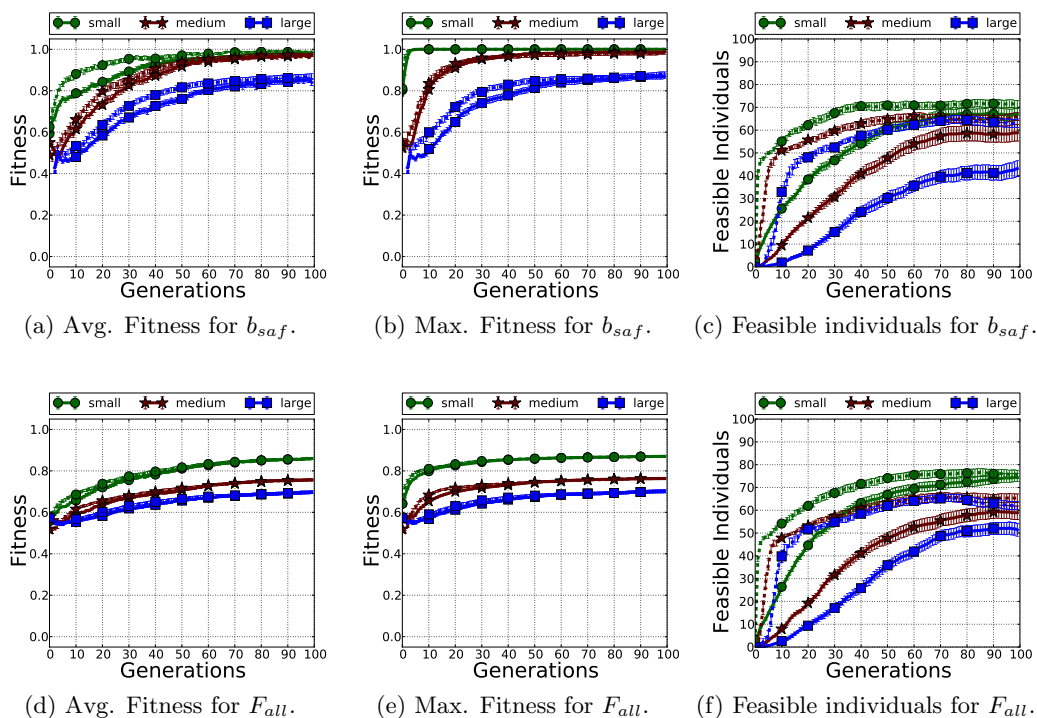 small medium large
1.0
0.8
0.6
0.4
0.2
0.0
Fitness
0 10 20 30 40 50 60 70 80 90 100
Generations
(a) Avg. Fitness for b_saf.
small medium large
1.0
0.8
0.6
0.4
0.2
0.0
Fitness
0 10 20 30 40 50 60 70 80 90 100
Generations
(b) Max. Fitness for b_saf.
small medium large
100
90
80
70
60
50
40
30
20
10
0
Feasible Individuals
0 10 20 30 40 50 60 70 80 90 100
Generations
(c) Feasible individuals for b_saf.
small medium large
1.0
0.8
0.6
0.4
0.2
0.0
Fitness
0 10 20 30 40 50 60 70 80 90 100
Generations
(d) Avg. Fitness for F_all.
small medium large
1.0
0.8
0.6
0.4
0.2
0.0
Fitness
0 10 20 30 40 50 60 70 80 90 100
Generations
(e) Max. Fitness for F_all.
small medium large
100
90
80
70
60
50
40
30
20
10
0
Feasible Individuals
0 10 20 30 40 50 60 70 80 90 100
Generations
(f) Feasible individuals for F_all.